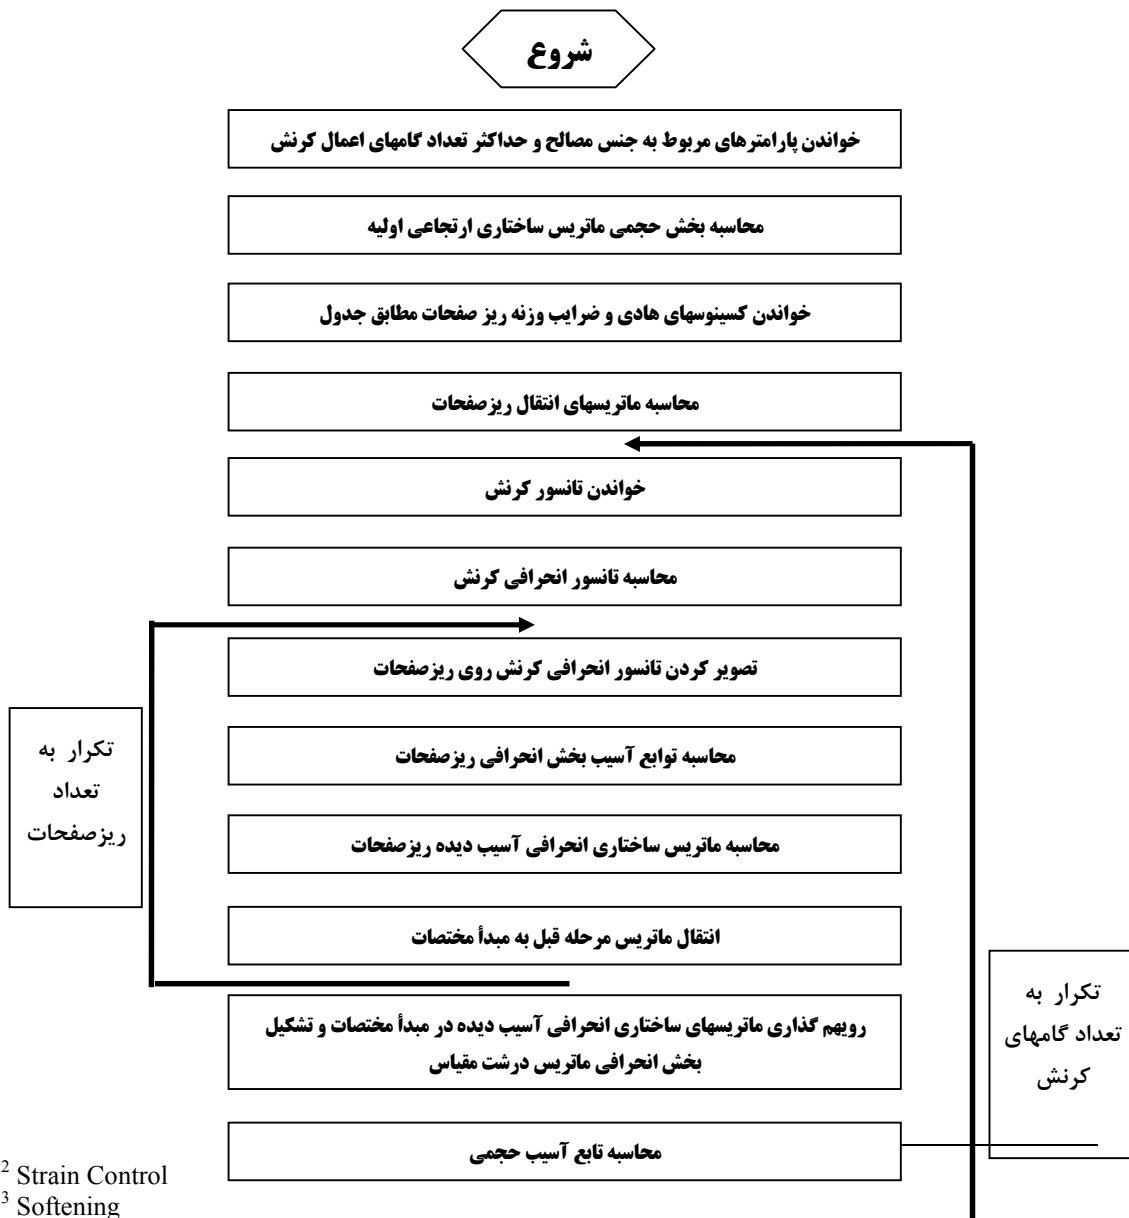 شروع
خواندن پارامترهای مربوط به جنس مصالح و حداکثر تعداد گامهای اعمال کرنش
محاسبه بخش حجمی ماتریس ساختاری ارتجاعی اولیه
خواندن کسینوسهای هادی و ضرایب وزنه ریز صفحات مطابق جدول
محاسبه ماتریسهای انتقال ریزصفحات
خواندن تانسور کرنش
محاسبه تانسور انحرافی کرنش
تصویر کردن تانسور انحرافی کرنش روی ریزصفحات
محاسبه توابع آسیب بخش انحرافی ریزصفحات
محاسبه ماتریس ساختاری انحرافی آسیب دیده ریزصفحات
انتقال ماتریس مرحله قبل به مبدأ مختصات
رویهم گذاری ماتریسهای ساختاری انحرافی آسیب دیده در مبدأ مختصات و تشکیل
بخش انحرافی ماتریس درشت مقیاس
محاسبه تابع آسیب حجمی
تکرار به
تعداد
ریزصفحات
تکرار به
تعداد گامهای
کرنش
2 Strain Control
3 Softening